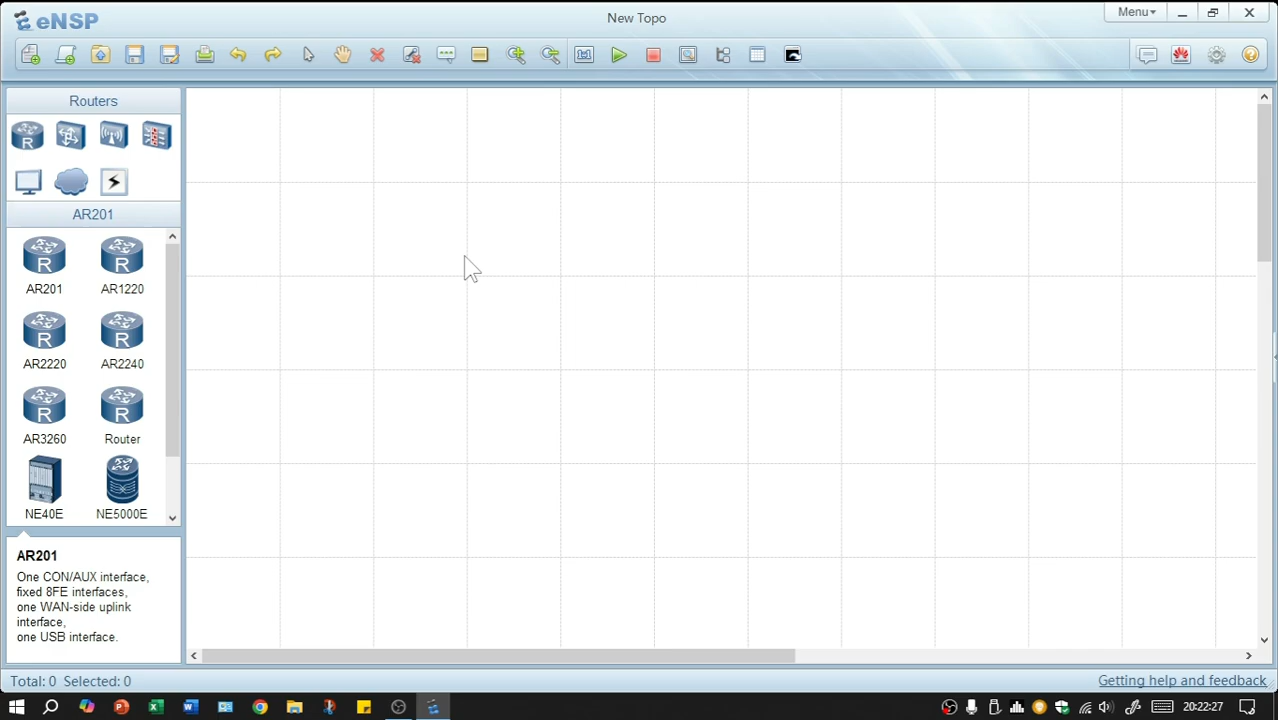 eNSP
New Topo
Menu
Routers
R
AR201
R
R
AR201
AR1220
R
R
AR2220
AR2240
R
R
AR3260
Router
NE40E
NE5000E
AR201
One CON/AUX interface,
fixed 8FE interfaces,
one WAN-side uplink
interface,
one USB interface.
Total: 0 Selected: 0
Getting help and feedback
20:22:27